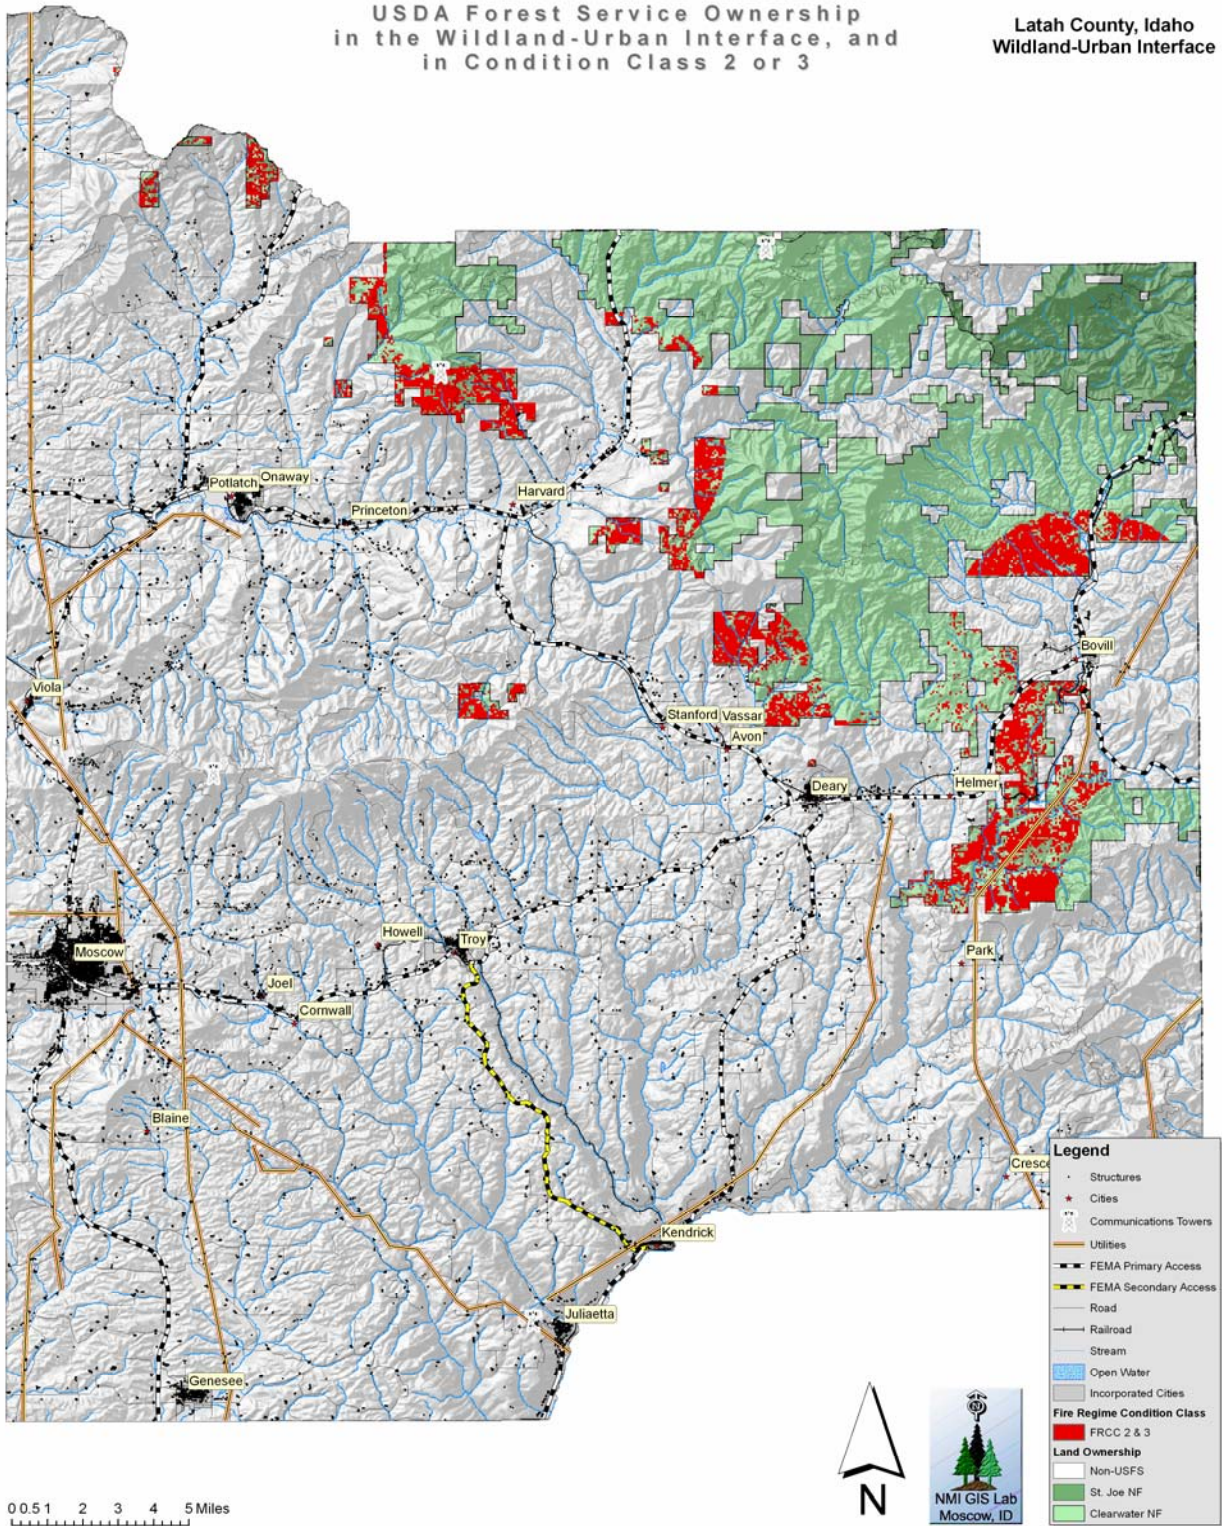 USDA Forest Service Ownership
in the Wildland-Urban Interface, and
in Condition Class 2 or 3
Latah County, Idaho
Wildland-Urban Interface
Potlatch
Onaway
Princeton
Harvard
Bovill
Viola
Stanford
Vassar
Avon
Deary
Helmer
Moscow
Howell
Troy
Park
Joel
Cornwall
Blaine
Cresce
Kendrick
Juliaetta
Genesee
Legend
Structures
Cities
Communications Towers
Utilities
FEMA Primary Access
FEMA Secondary Access
Road
Railroad
Stream
Open Water
Incorporated Cities
Fire Regime Condition Class
FRCC 2 & 3
Land Ownership
Non-USFS
St. Joe NF
Clearwater NF
N
N
NMI GIS Lab
Moscow, ID
0 0.5 1 2 3 4 5 Miles